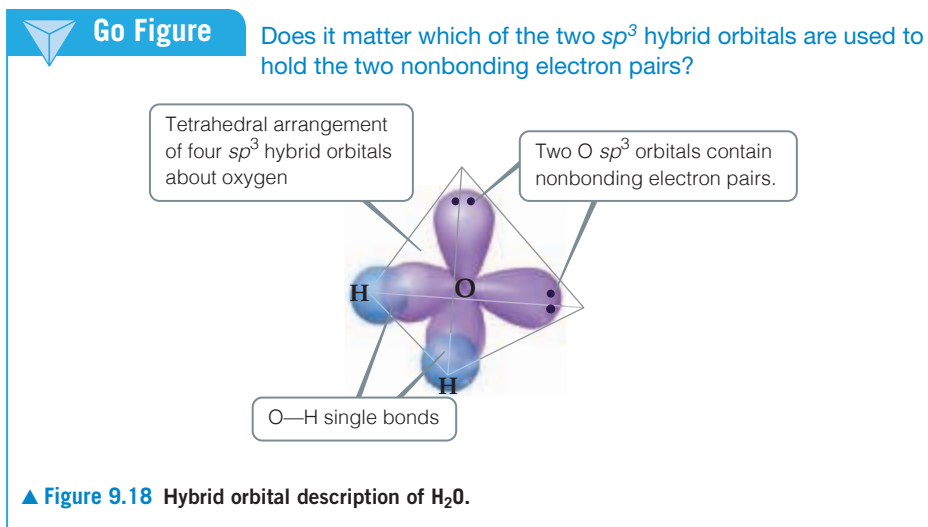 Go Figure
Does it matter which of the two sp³ hybrid orbitals are used to
hold the two nonbonding electron pairs?
Tetrahedral arrangement
of four sp³ hybrid orbitals
about oxygen
Two O sp³ orbitals contain
nonbonding electron pairs.
H
O
H
O—H single bonds
▲ Figure 9.18 Hybrid orbital description of H₂O.